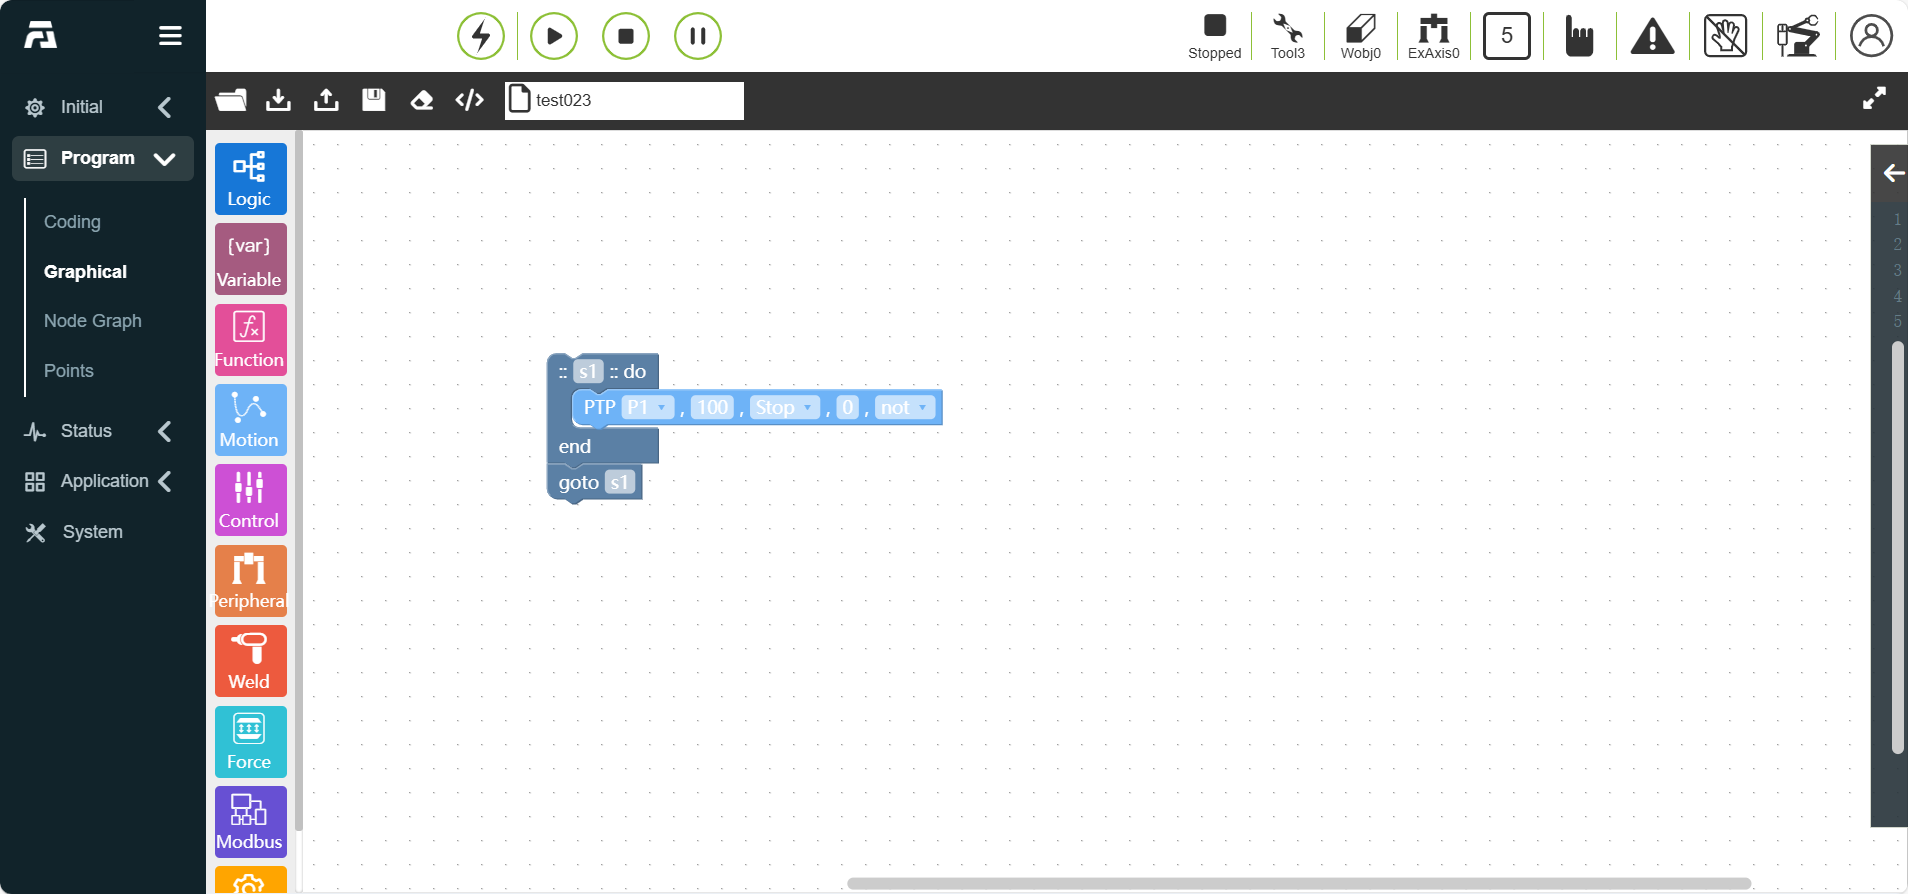 Stopped
Tool3
Wobj0
ExAxis0
5
Initial
Program
Coding
Graphical
Node Graph
Points
Status
Application
System
test023
Logic
{var}
Variable
fx
Function
Motion
Control
Peripheral
Weld
Force
Modbus
:: s1 :: do
PTP P1 , 100 , Stop , 0 , not
end
goto s1
1
2
3
4
5